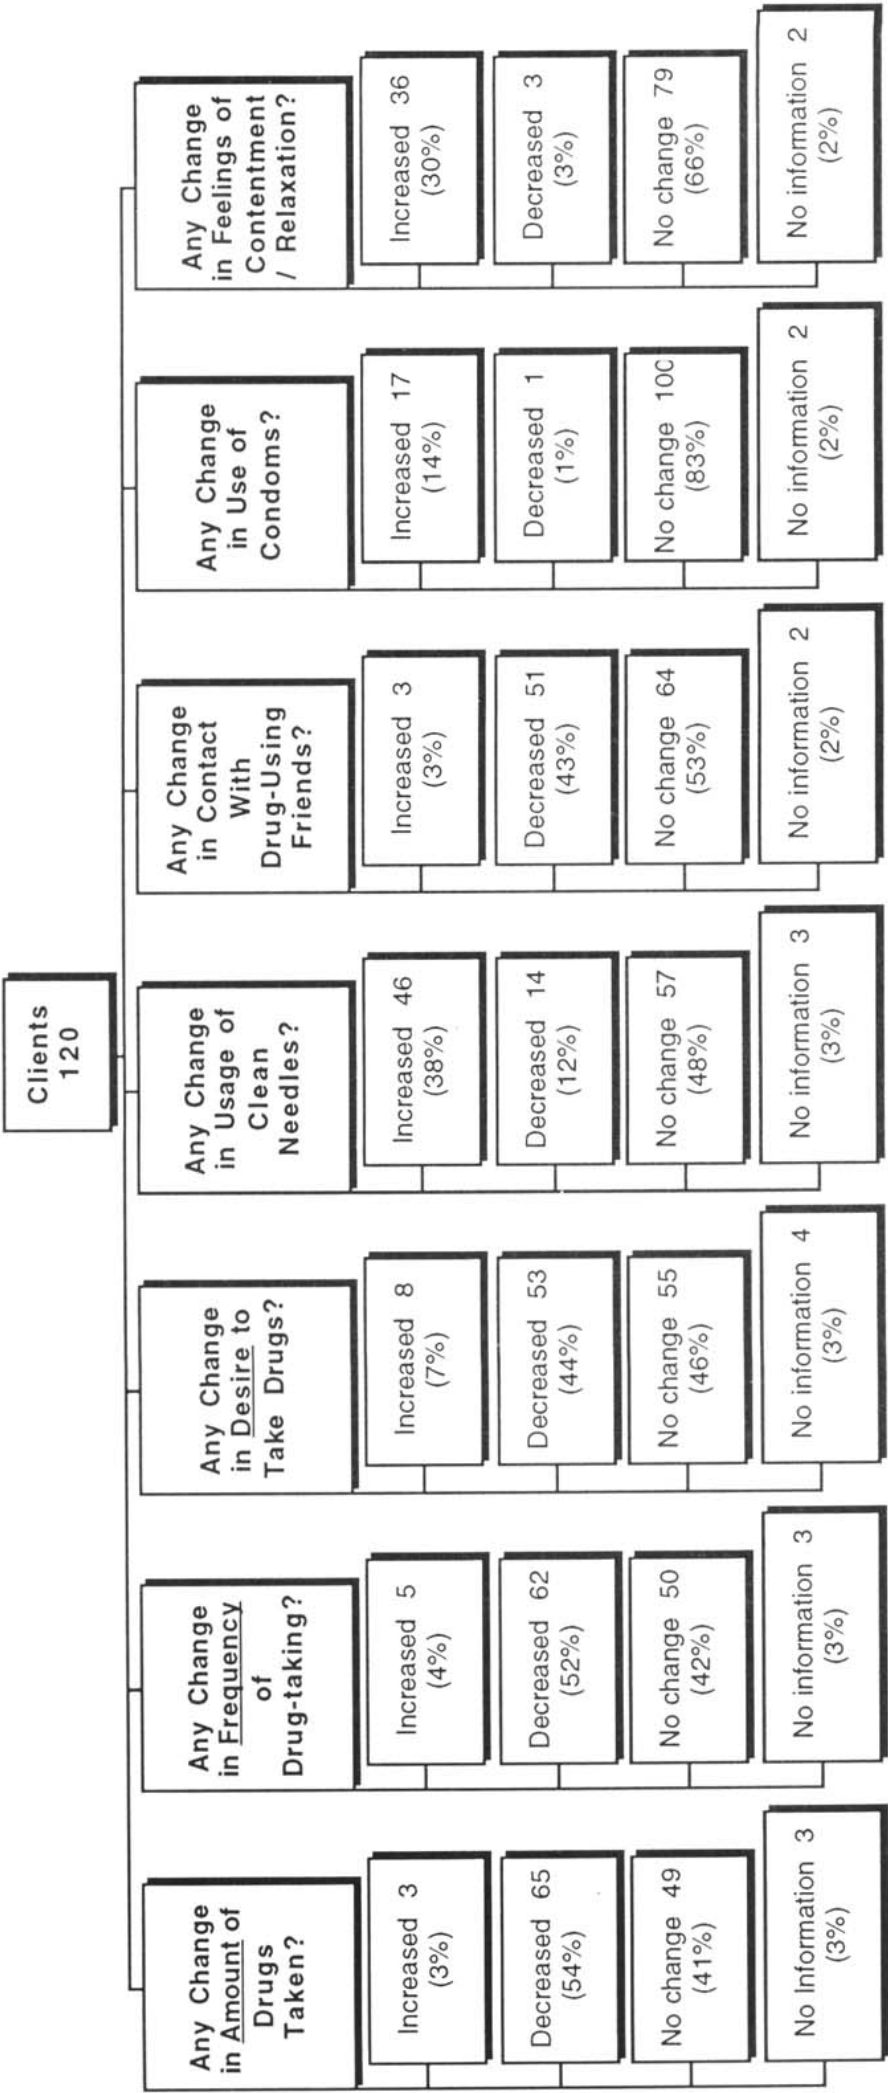 Clients
120
Any Change
in Amount of
Drugs
Taken?
Increased 3
(3%)
Decreased 65
(54%)
No change 49
(41%)
No Information 3
(3%)
Any Change
in Frequency
of
Drug-taking?
Increased 5
(4%)
Decreased 62
(52%)
No change 50
(42%)
No information 3
(3%)
Any Change
in Desire to
Take Drugs?
Increased 8
(7%)
Decreased 53
(44%)
No change 55
(46%)
No information 4
(3%)
Any Change
in Usage of
Clean
Needles?
Increased 46
(38%)
Decreased 14
(12%)
No change 57
(48%)
No information 3
(3%)
Any Change
in Contact
With
Drug-Using
Friends?
Increased 3
(3%)
Decreased 51
(43%)
No change 64
(53%)
No information 2
(2%)
Any Change
in Use of
Condoms?
Increased 17
(14%)
Decreased 1
(1%)
No change 100
(83%)
No information 2
(2%)
Any Change
in Feelings of
Contentment
/ Relaxation?
Increased 36
(30%)
Decreased 3
(3%)
No change 79
(66%)
No information 2
(2%)